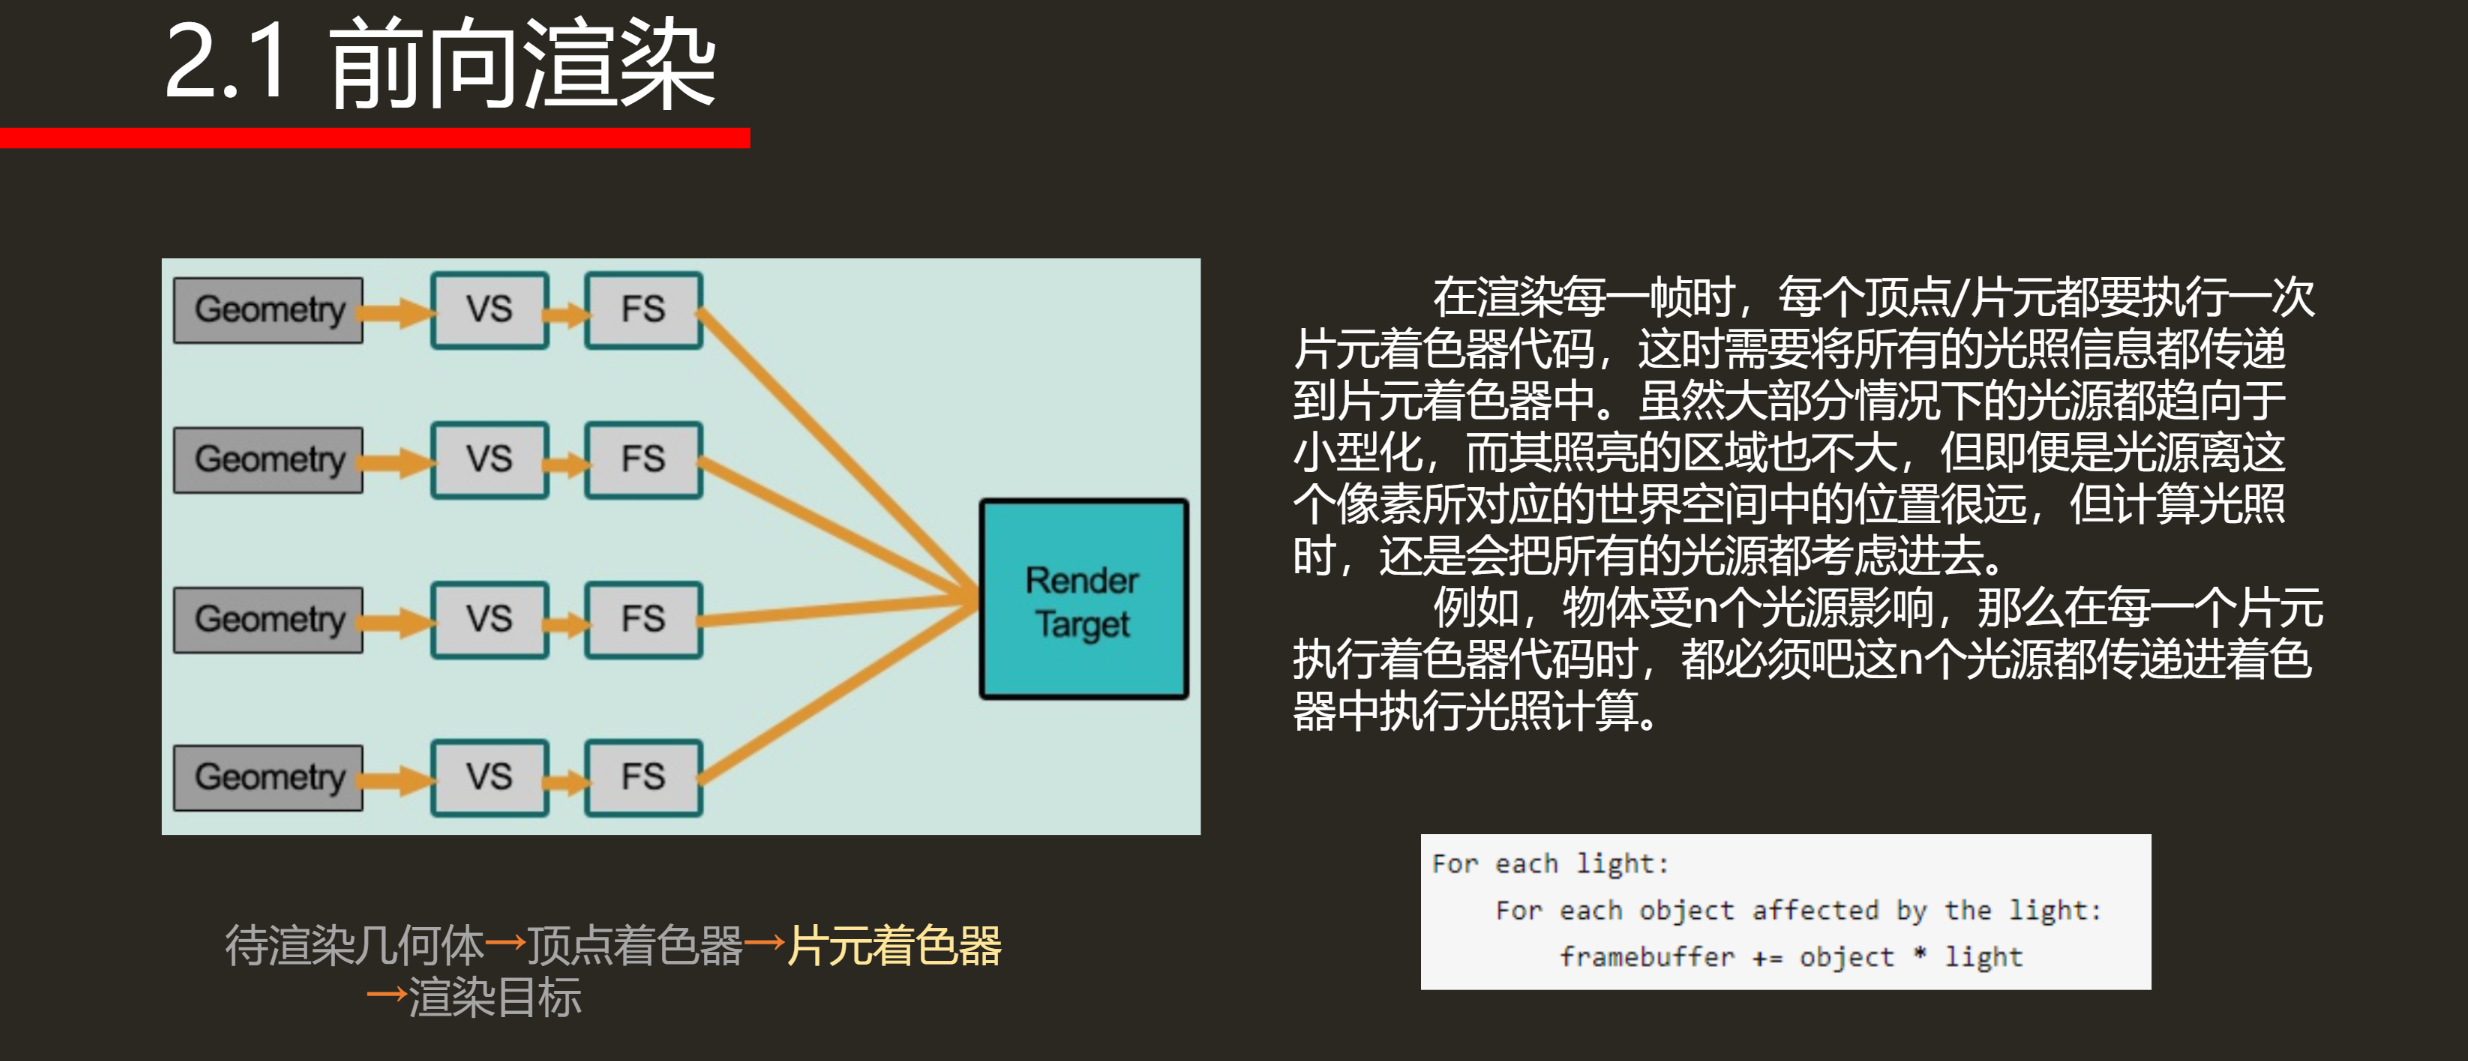 2.1 前向渲染
Geometry VS FS
Geometry VS FS
Render
Target
Geometry VS FS
Geometry VS FS
待渲染几何体→顶点着色器→片元着色器
→渲染目标
在渲染每一帧时，每个顶点/片元都要执行一次
片元着色器代码，这时需要将所有的光照信息都传递
到片元着色器中。虽然大部分情况下的光源都趋向于
小型化，而其照亮的区域也不大，但即便是光源离这
个像素所对应的世界空间中的位置很远，但计算光照
时，还是会把所有的光源都考虑进去。
例如，物体受n个光源影响，那么在每一个片元
执行着色器代码时，都必须吧这n个光源都传递进着色
器中执行光照计算。
For each light:
For each object affected by the light:
framebuffer += object * light